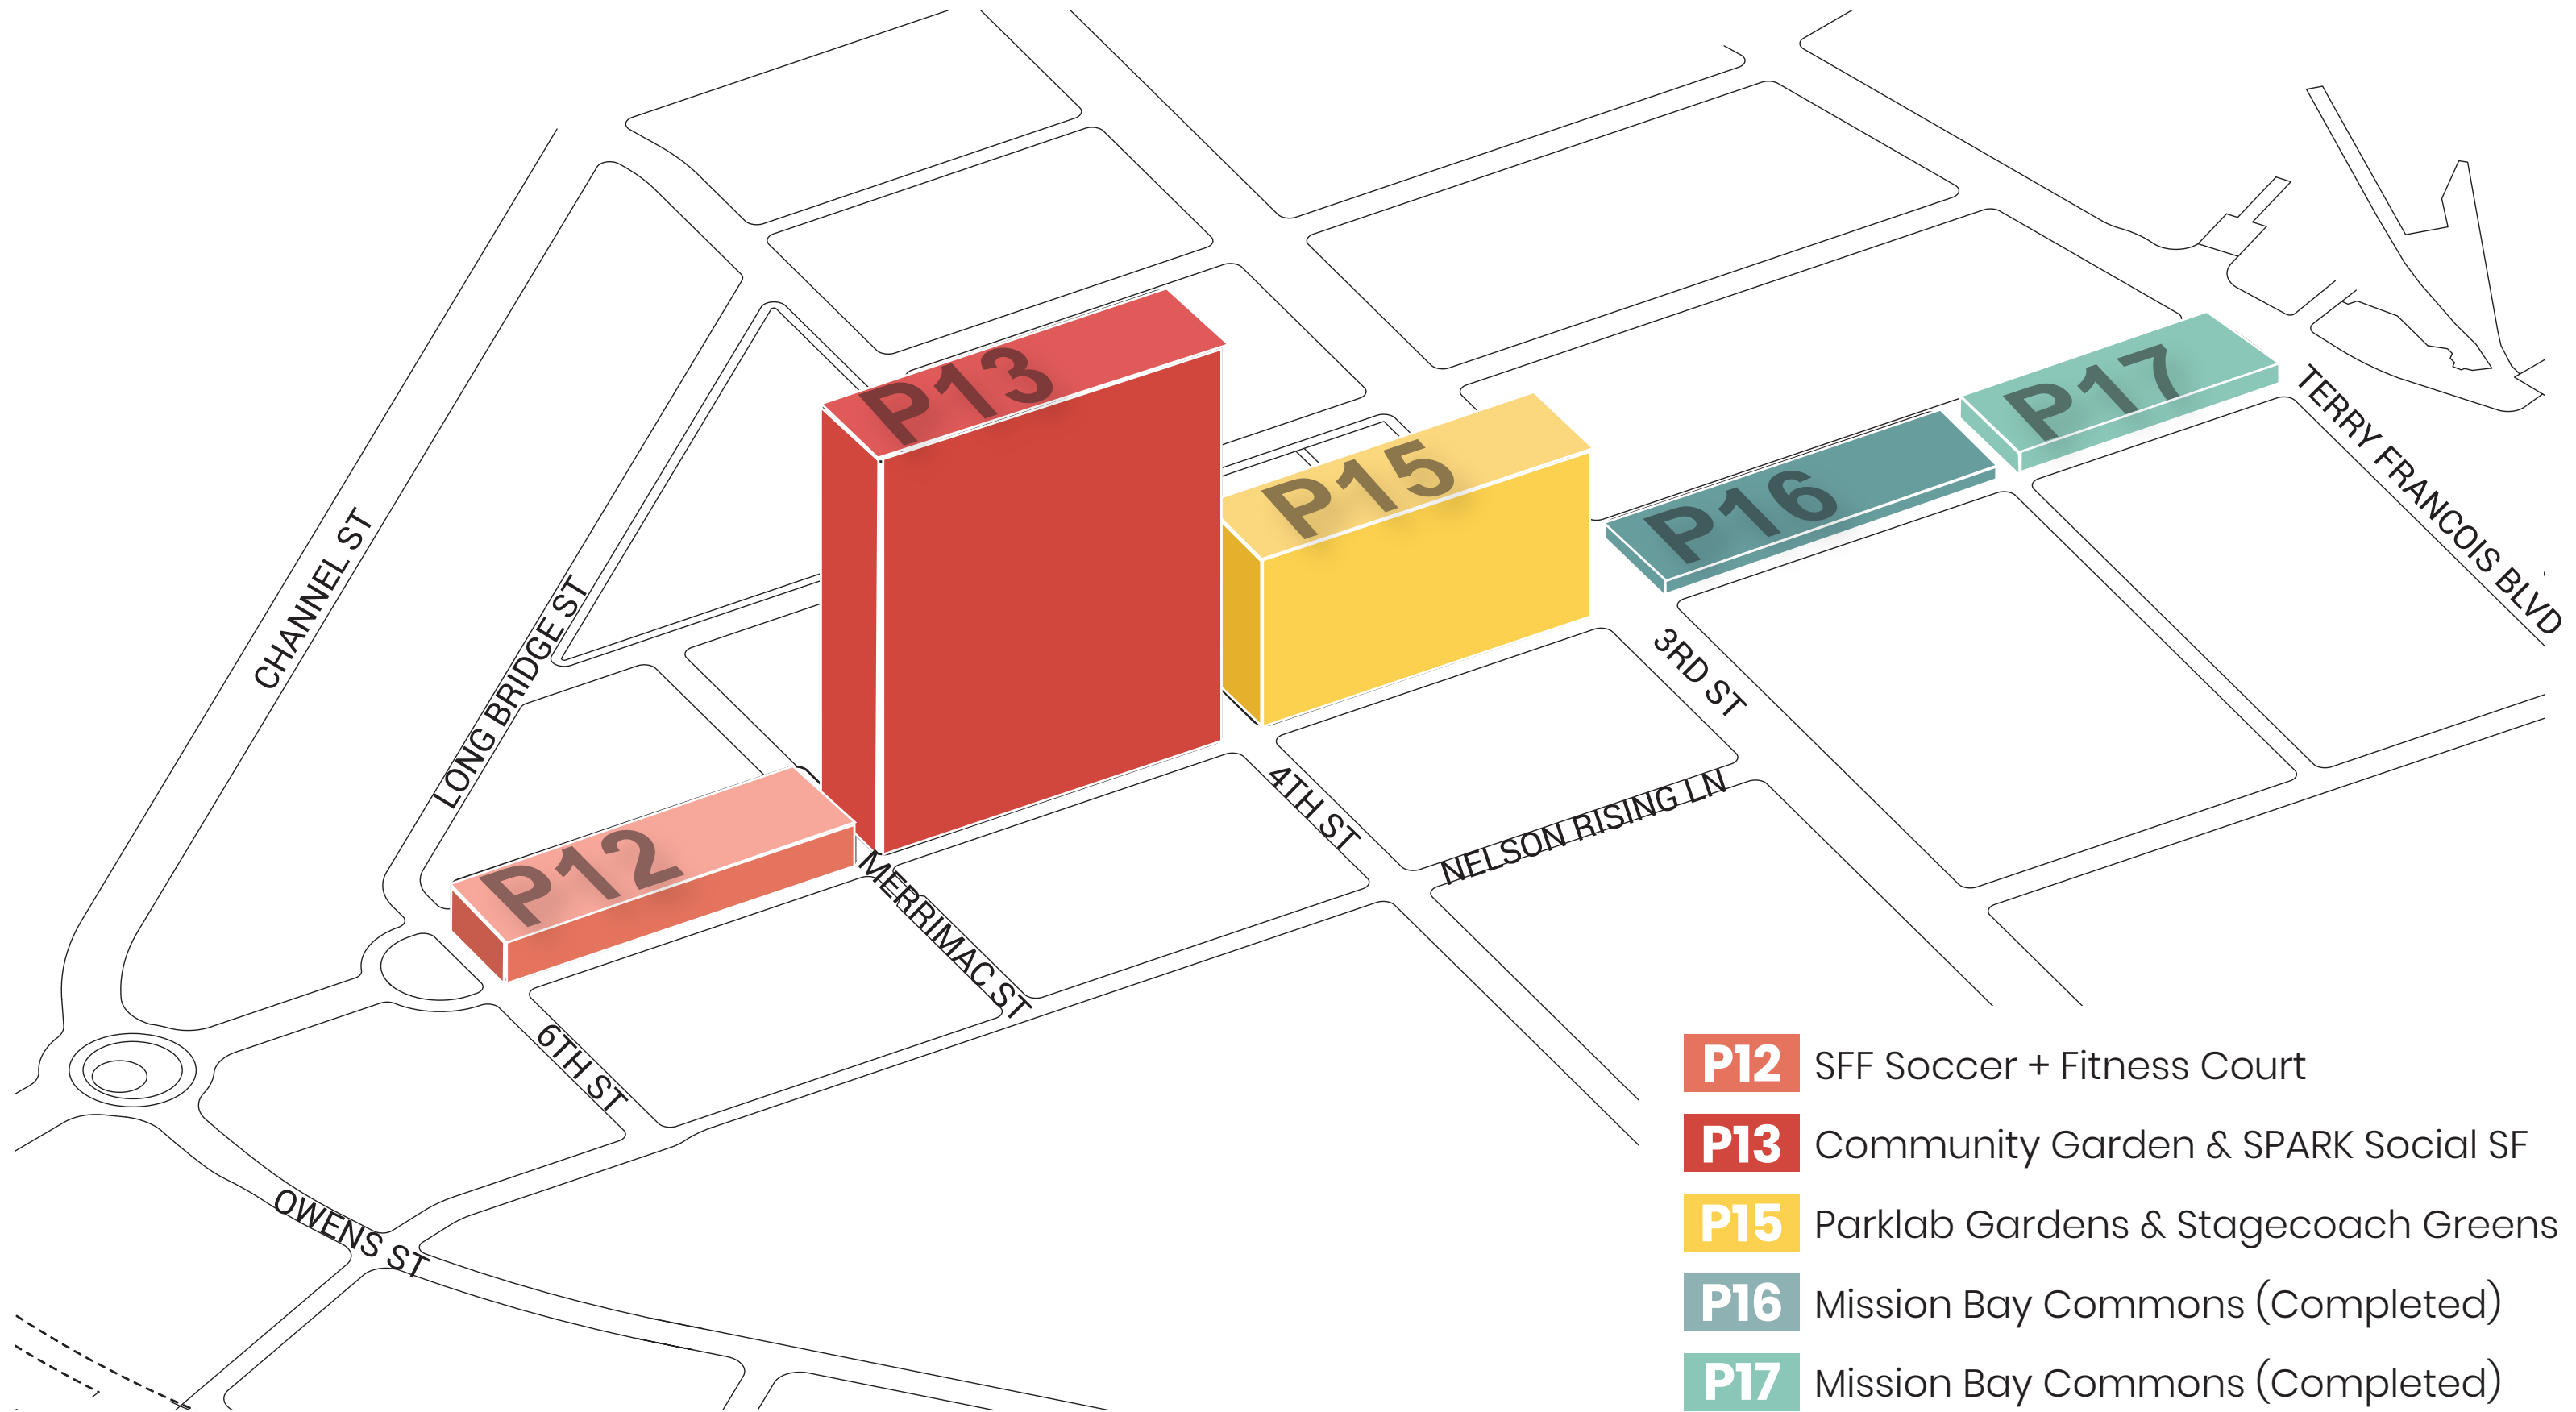 P13
P17
P15
P16
P12
CHANNEL ST
LONG BRIDGE ST
TERRY FRANCOIS BLVD
3RD ST
4TH ST
NELSON RISING LN
MERRIMAC ST
6TH ST
OWENS ST
P12 SFF Soccer + Fitness Court
P13 Community Garden & SPARK Social SF
P15 Parklab Gardens & Stagecoach Greens
P16 Mission Bay Commons (Completed)
P17 Mission Bay Commons (Completed)